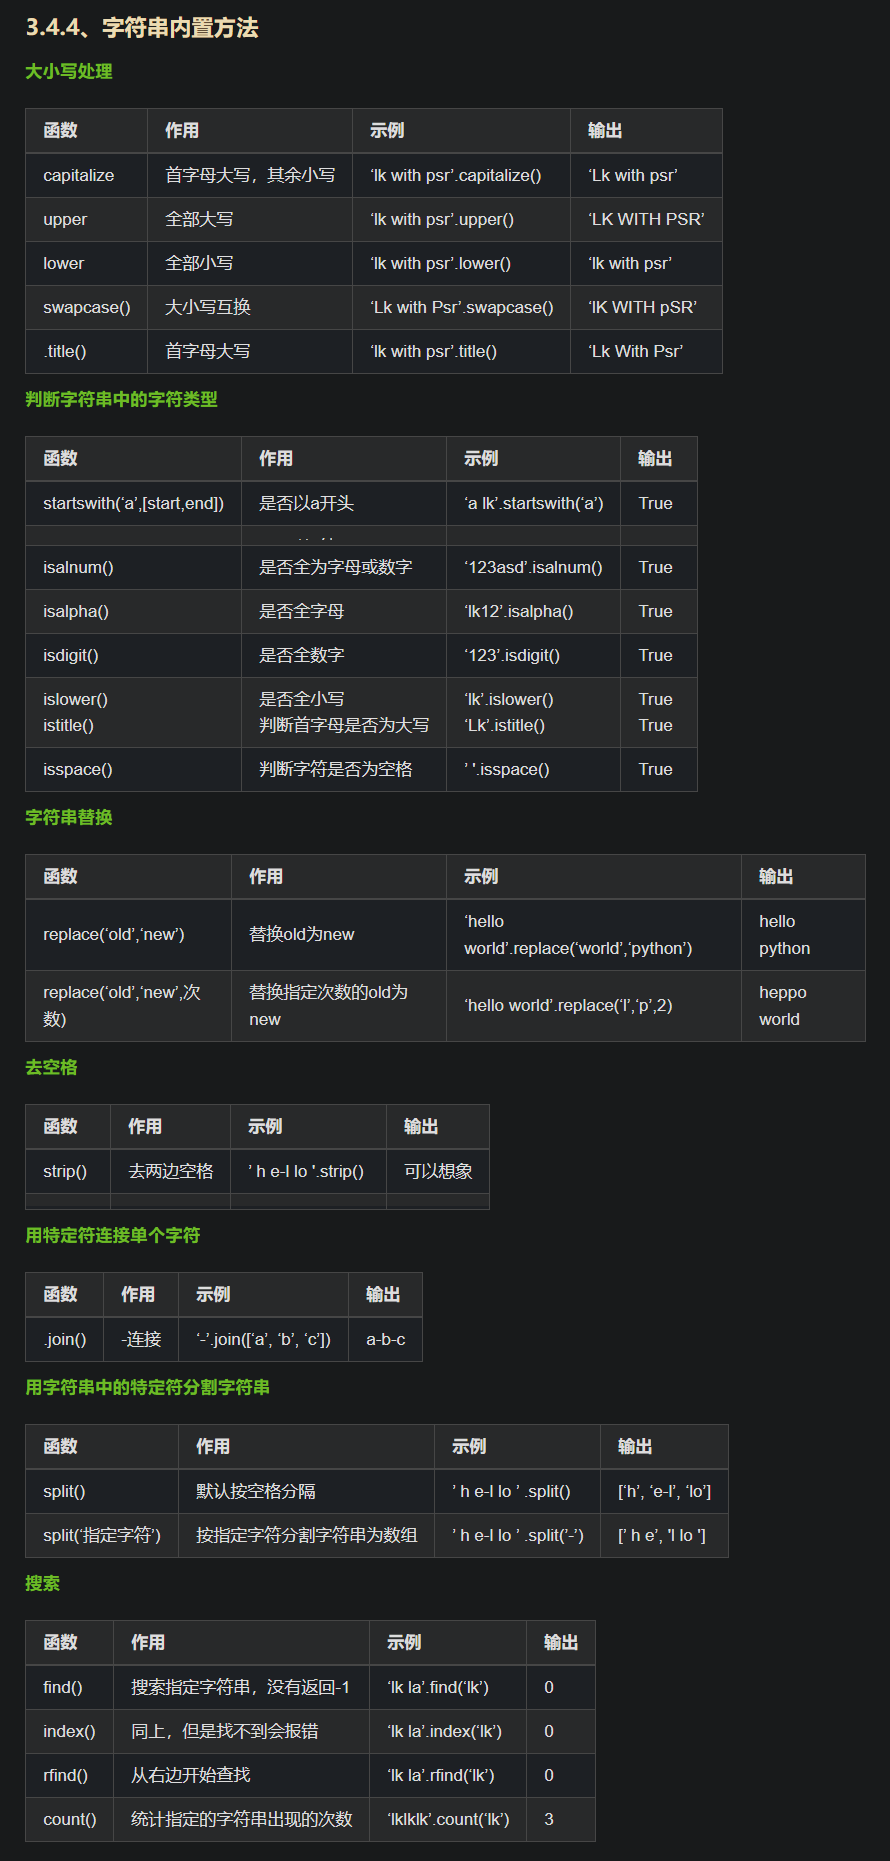 3.4.4、字符串内置方法
大小写处理
函数 作用 示例 输出
capitalize 首字母大写，其余小写 ‘lk with psr’.capitalize() ‘Lk with psr’
upper 全部大写 ‘lk with psr’.upper() ‘LK WITH PSR’
lower 全部小写 ‘lk with psr’.lower() ‘lk with psr’
swapcase() 大小写互换 ‘Lk with Psr’.swapcase() ‘lK WITH pSR’
.title() 首字母大写 ‘lk with psr’.title() ‘Lk With Psr’
判断字符串中的字符类型
函数 作用 示例 输出
startswith(‘a’,[start,end]) 是否以a开头 ‘a lk’.startswith(‘a’) True
isalnum() 是否全为字母或数字 ‘123asd’.isalnum() True
isalpha() 是否全字母 ‘lk12’.isalpha() True
isdigit() 是否全数字 ‘123’.isdigit() True
islower() 是否全小写 ‘lk’.islower() True
istitle() 判断首字母是否为大写 ‘Lk’.istitle() True
isspace() 判断字符是否为空格 ’ '.isspace() True
字符串替换
函数 作用 示例 输出
replace(‘old’,‘new’) 替换old为new ‘hello world’.replace(‘world’,‘python’) hello python
replace(‘old’,‘new’,次数) 替换指定次数的old为new ‘hello world’.replace(‘l’,‘p’,2) heppo world
去空格
函数 作用 示例 输出
strip() 去两边空格 ’ h e-l lo '.strip() 可以想象
用特定符连接单个字符
函数 作用 示例 输出
.join() -连接 ‘-’.join([‘a’, ‘b’, ‘c’]) a-b-c
用字符串中的特定符分割字符串
函数 作用 示例 输出
split() 默认按空格分隔 ’ h e-l lo ’ .split() [‘h’, ‘e-l’, ‘lo’]
split(‘指定字符’) 按指定字符分割字符串为数组 ’ h e-l lo ’ .split(’-’) [’ h e’, 'l lo ']
搜索
函数 作用 示例 输出
find() 搜索指定字符串，没有返回-1 ‘lk la’.find(‘lk’) 0
index() 同上，但是找不到会报错 ‘lk la’.index(‘lk’) 0
rfind() 从右边开始查找 ‘lk la’.rfind(‘lk’) 0
count() 统计指定的字符串出现的次数 ‘lklklk’.count(‘lk’) 3